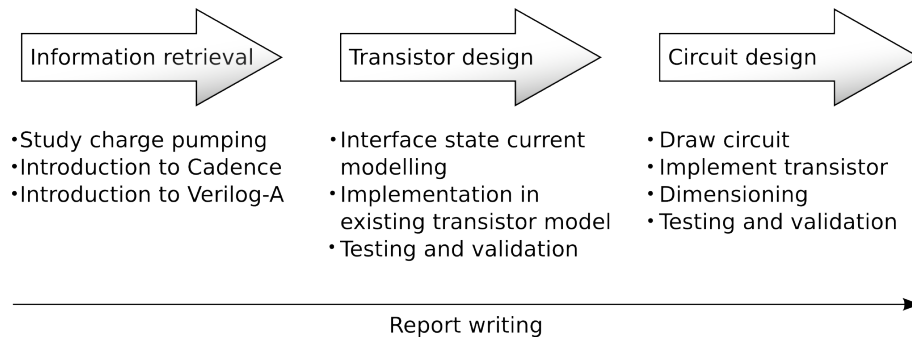 Information retrieval
Transistor design
Circuit design
•Study charge pumping
•Introduction to Cadence
•Introduction to Verilog-A
•Interface state current
modelling
•Implementation in
existing transistor model
•Testing and validation
•Draw circuit
•Implement transistor
•Dimensioning
•Testing and validation
Report writing